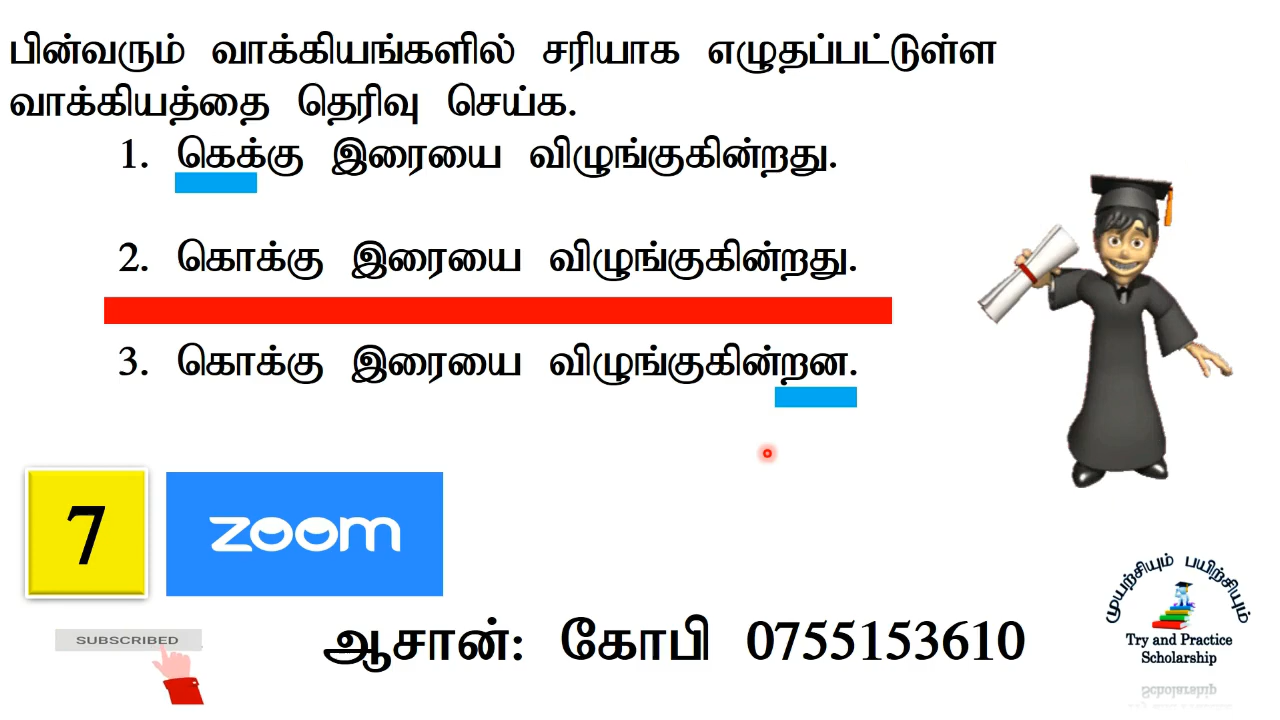 பின்வரும் வாக்கியங்களில் சரியாக எழுதப்பட்டுள்ள
வாக்கியத்தை தெரிவு செய்க.
1. கெக்கு இரையை விழுங்குகின்றது.
2. கொக்கு இரையை விழுங்குகின்றது.
3. கொக்கு இரையை விழுங்குகின்றன.
7
zoom
SUBSCRIBED
ஆசான்: கோபி 0755153610
முயற்சியும் பயிற்சியும்
Try and Practice
Scholarship